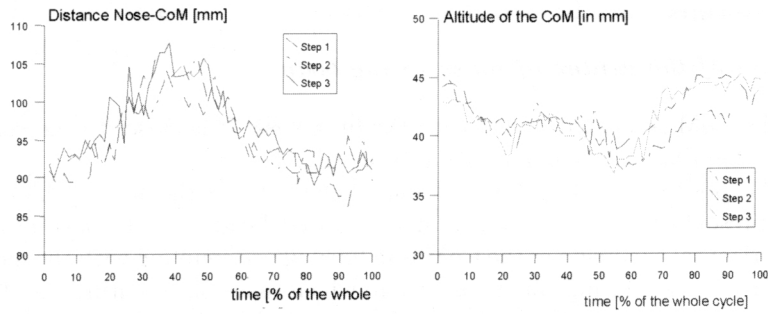 Distance Nose-CoM [mm]
110
105
100
95
90
85
80
Step 1
Step 2
Step 3
0 10 20 30 40 50 60 70 80 90 100
time [% of the whole
Altitude of the CoM [in mm]
50
45
40
35
30
Step 1
Step 2
Step 3
0 10 20 30 40 50 60 70 80 90 100
time [% of the whole cycle]